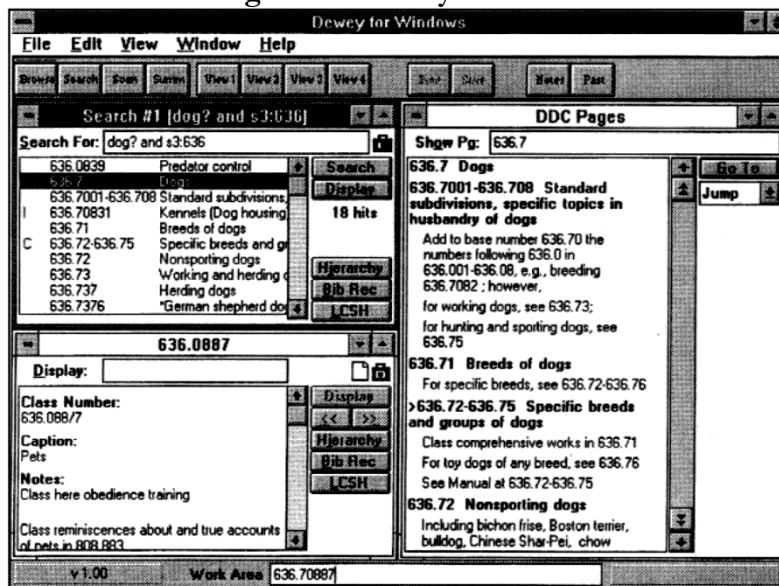 Dewey for Windows
File Edit View Window Help
Browse Search Scan Summ View 1 View 2 View 3 View 4 Notes Past
Search #1 [dog? and s3:636]
Search For: dog? and s3:636
636.0839 Predator control
636.7 Dogs
636.7001-636.708 Standard subdivisions,
I 636.70831 Kennels (Dog housing
636.71 Breeds of dogs
C 636.72-636.75 Specific breeds and gr
636.72 Nonsporting dogs
636.73 Working and herding d
636.737 Herding dogs
636.7376 "German shepherd dog
Search
Display
18 hits
Hierarchy
Bib Rec
LCSH
636.0887
Display:
Class Number:
636.088/7
Caption:
Pets
Notes:
Class here obedience training
Class reminiscences about and true accounts
of pets in 808.883
Display
<< >>
Hierarchy
Bib Rec
LCSH
DDC Pages
Show Pg: 636.7
Go To
Jump
636.7 Dogs
636.7001-636.708 Standard
subdivisions, specific topics in
husbandry of dogs
Add to base number 636.70 the
numbers following 636.0 in
636.001-636.08, e.g., breeding
636.7082 ; however,
for working dogs, see 636.73;
for hunting and sporting dogs, see
636.75
636.71 Breeds of dogs
For specific breeds, see 636.72-636.76
>636.72-636.75 Specific breeds
and groups of dogs
Class comprehensive works in 636.71
For toy dogs of any breed, see 636.76
See Manual at 636.72-636.75
636.72 Nonsporting dogs
Including bichon frise, Boston terrier,
bulldog, Chinese Shar-Pei, chow
v 1.00 Work Area 636.70887